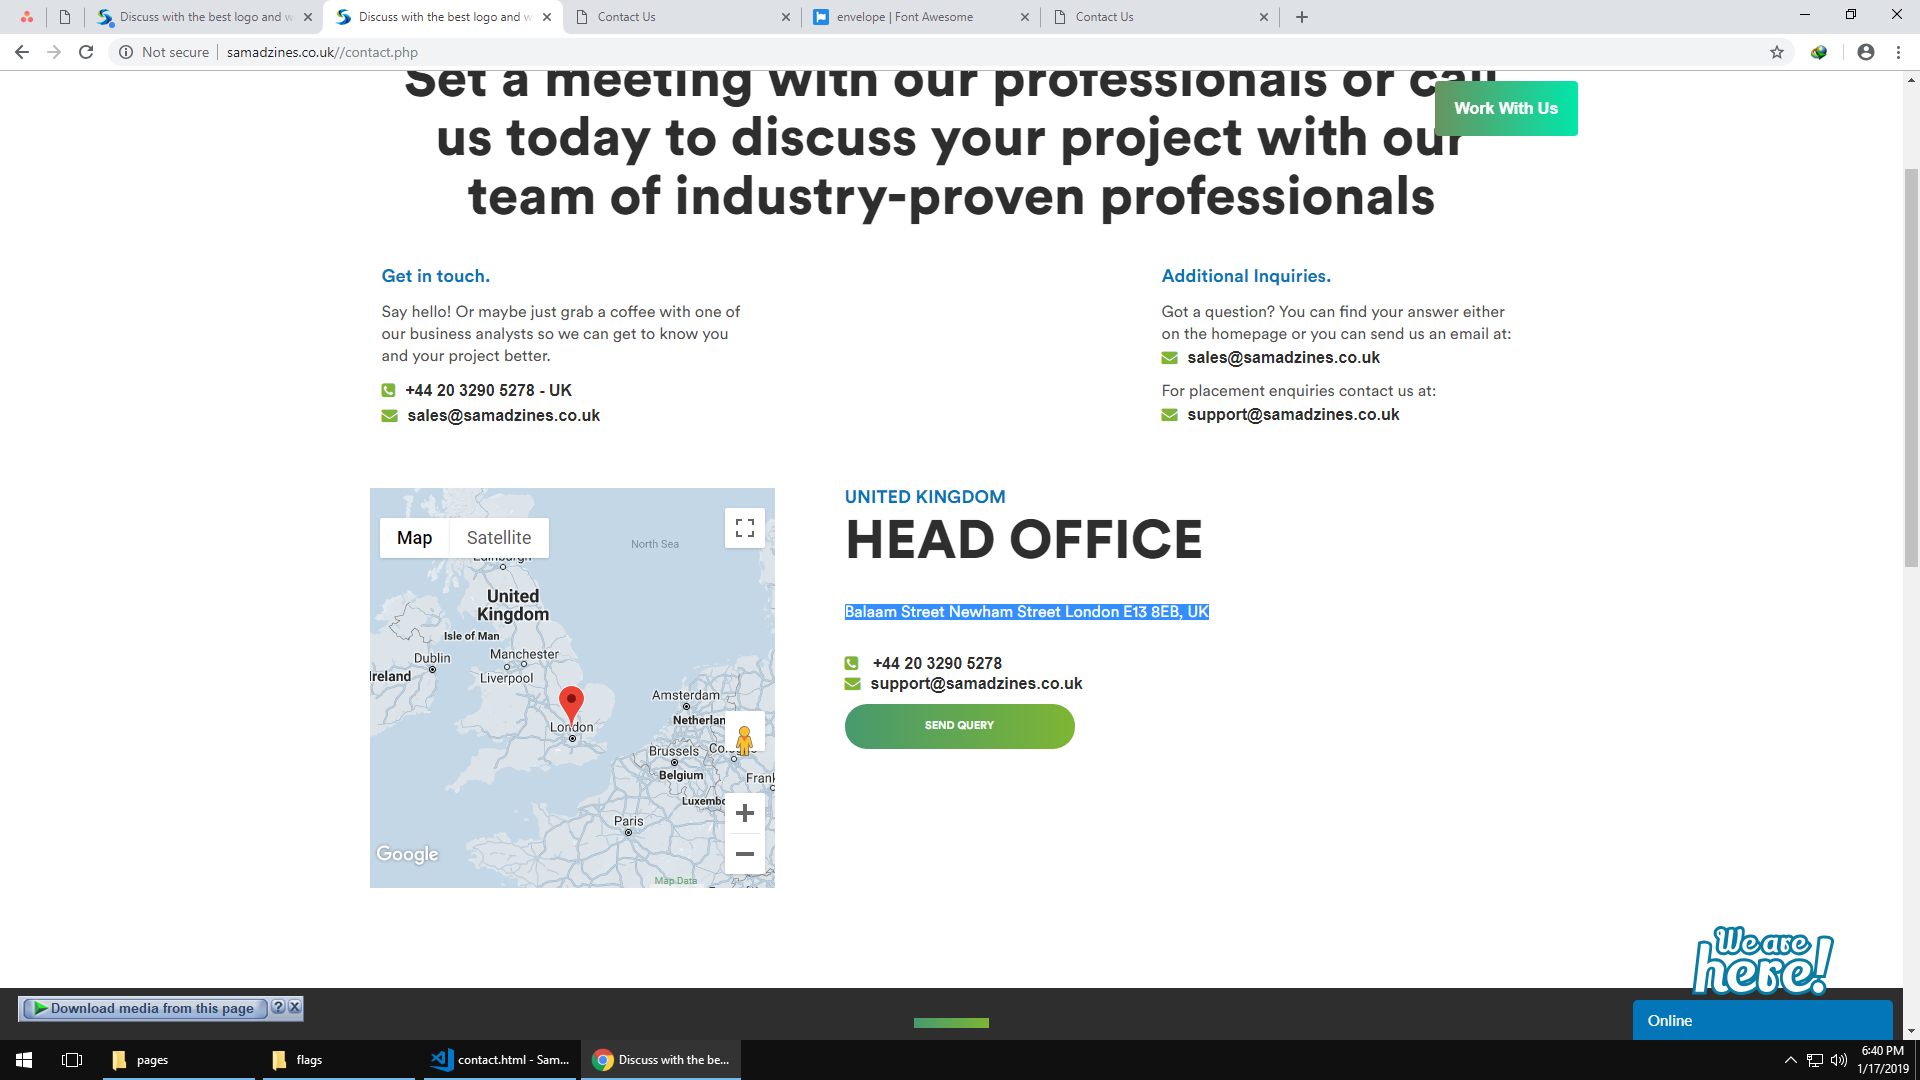 Discuss with the best logo and w
Discuss with the best logo and w
Contact Us
envelope | Font Awesome
Contact Us
Not secure
samadzines.co.uk//contact.php
Set a meeting with our professionals or call
us today to discuss your project with our
team of industry-proven professionals
Work With Us
Get in touch.
Say hello! Or maybe just grab a coffee with one of
our business analysts so we can get to know you
and your project better.
+44 20 3290 5278 - UK
sales@samadzines.co.uk
Additional Inquiries.
Got a question? You can find your answer either
on the homepage or you can send us an email at:
sales@samadzines.co.uk
For placement enquiries contact us at:
support@samadzines.co.uk
Map
Satellite
North Sea
Edinburgh
United
Kingdom
Isle of Man
Dublin
Manchester
Ireland
Liverpool
Amsterdam
Netherlan
London
Brussels
Co
Belgium
Frank
Luxemb
Paris
Google
Map Data
UNITED KINGDOM
HEAD OFFICE
Balaam Street Newham Street London E13 8EB, UK
+44 20 3290 5278
support@samadzines.co.uk
SEND QUERY
We are
here!
Online
Download media from this page
pages
flags
contact.html - Sam...
Discuss with the be...
6:40 PM
1/17/2019